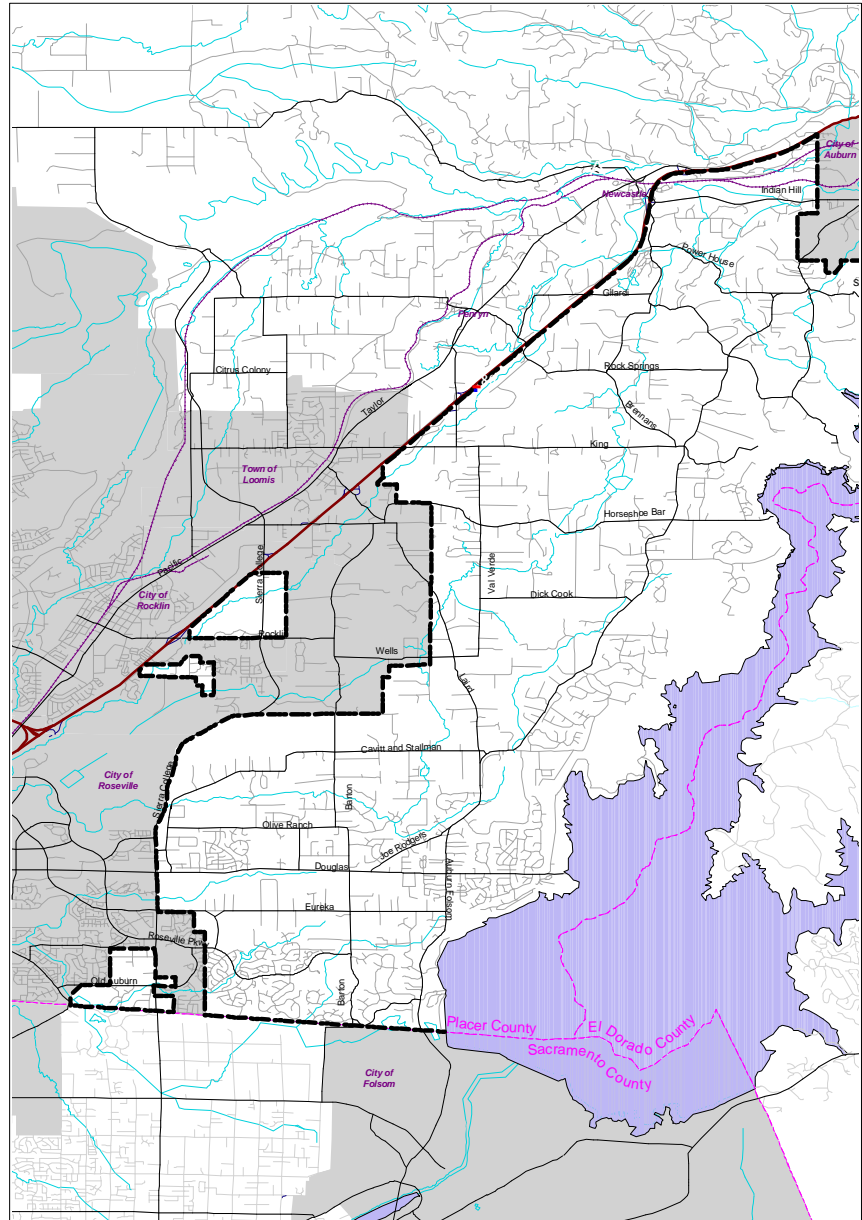 City of
Auburn
Indian Hill
Newcastle
Power House
S
Gilardi
Penryn
Rock Springs
Citrus Colony
Brennans
Taylor
King
Town of
Loomis
Horseshoe Bar
Val Verde
Sierra College
Pacific
Dick Cook
City of
Rocklin
Rocklin
Wells
Laird
Cavitt and Stallman
City of
Roseville
Sierra College
Barton
Olive Ranch
Joe Rodgers
Douglas
Auburn Folsom
Eureka
Roseville Pkwy
Old Auburn
Barton
Placer County
El Dorado County
Sacramento County
City of
Folsom